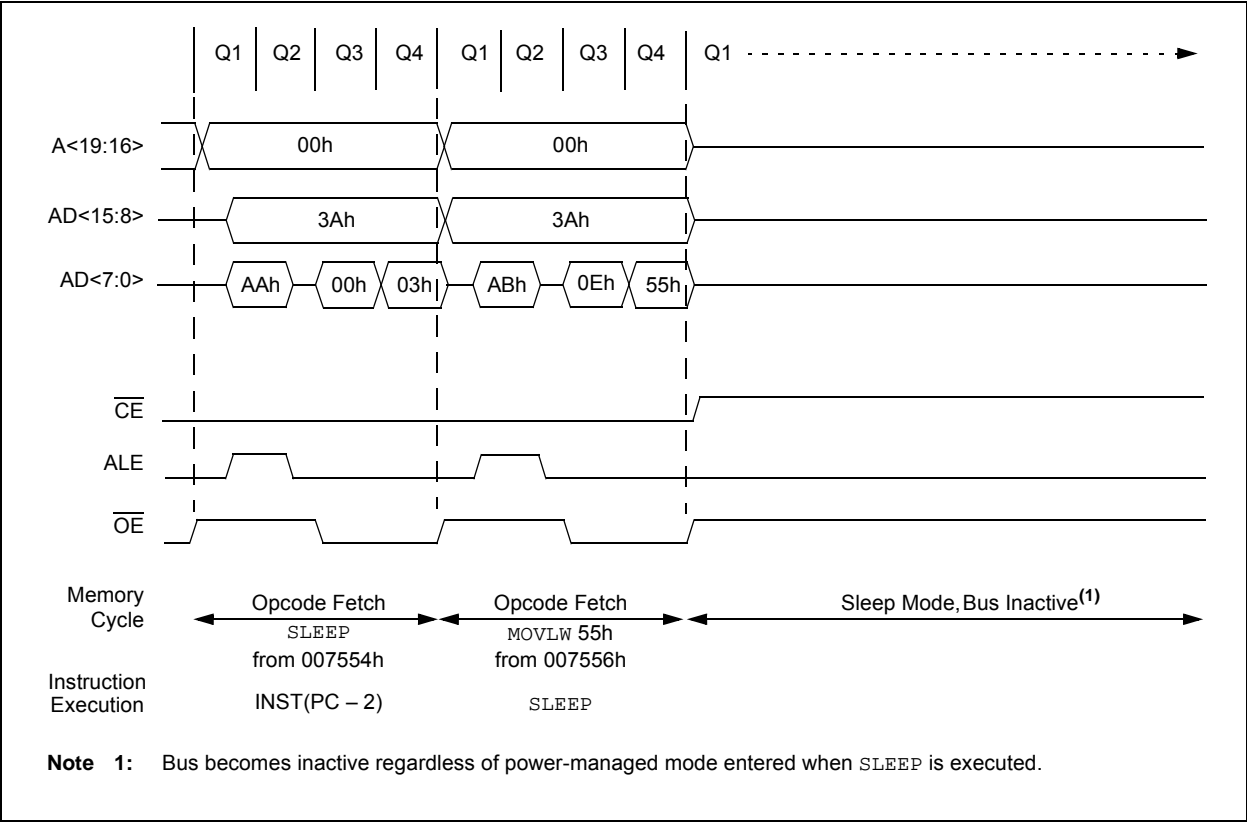 Q1 Q2 Q3 Q4 Q1 Q2 Q3 Q4 Q1
A<19:16> 00h 00h
AD<15:8> 3Ah 3Ah
AD<7:0> AAh 00h 03h ABh 0Eh 55h
CE
ALE
OE
Memory
Cycle
Opcode Fetch
SLEEP
from 007554h
Opcode Fetch
MOVLW 55h
from 007556h
Sleep Mode, Bus Inactive(1)
Instruction
Execution
INST(PC – 2)
SLEEP
Note 1: Bus becomes inactive regardless of power-managed mode entered when SLEEP is executed.